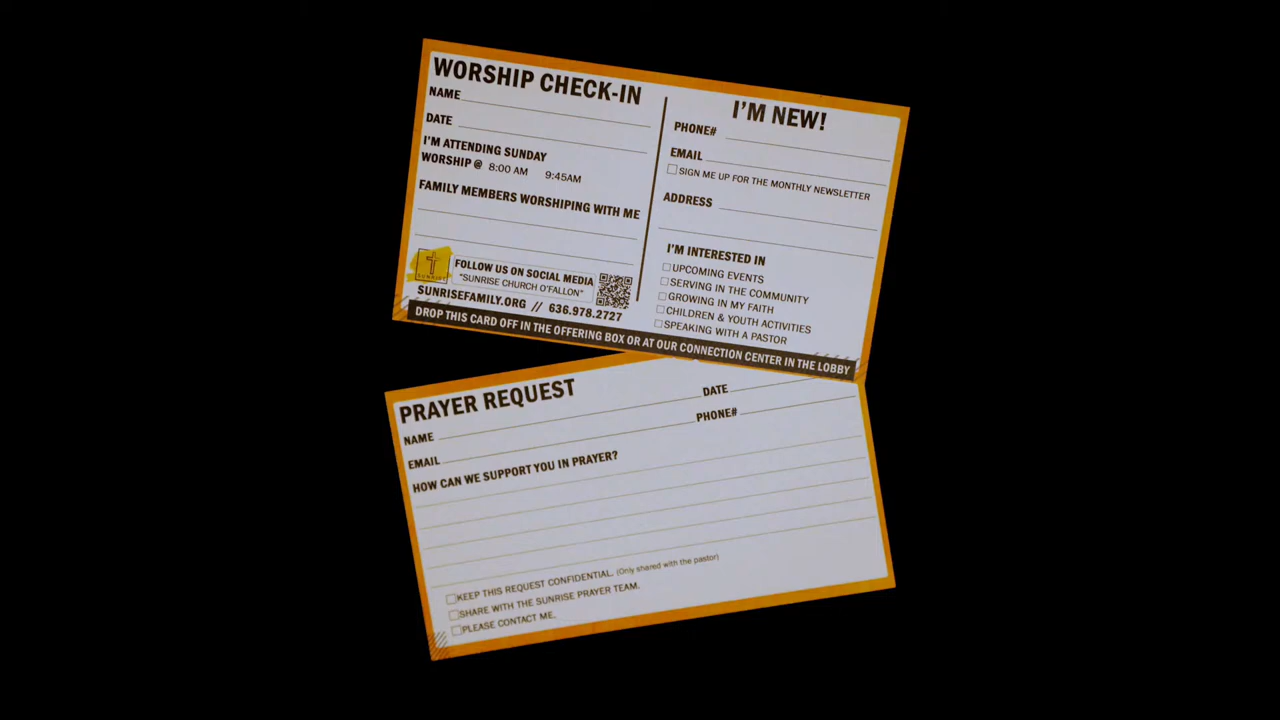 WORSHIP CHECK-IN
NAME
DATE
I'M ATTENDING SUNDAY
WORSHIP @ 8:00 AM 9:45AM
FAMILY MEMBERS WORSHIPING WITH ME
SUNRISE
FOLLOW US ON SOCIAL MEDIA
"SUNRISE CHURCH O'FALLON"
SUNRISEFAMILY.ORG // 636.978.2727
I'M NEW!
PHONE#
EMAIL
SIGN ME UP FOR THE MONTHLY NEWSLETTER
ADDRESS
I'M INTERESTED IN
UPCOMING EVENTS
SERVING IN THE COMMUNITY
GROWING IN MY FAITH
CHILDREN & YOUTH ACTIVITIES
SPEAKING WITH A PASTOR
DROP THIS CARD OFF IN THE OFFERING BOX OR AT OUR CONNECTION CENTER IN THE LOBBY
PRAYER REQUEST
NAME DATE
EMAIL PHONE#
HOW CAN WE SUPPORT YOU IN PRAYER?
KEEP THIS REQUEST CONFIDENTIAL. (Only shared with the pastor)
SHARE WITH THE SUNRISE PRAYER TEAM.
PLEASE CONTACT ME.